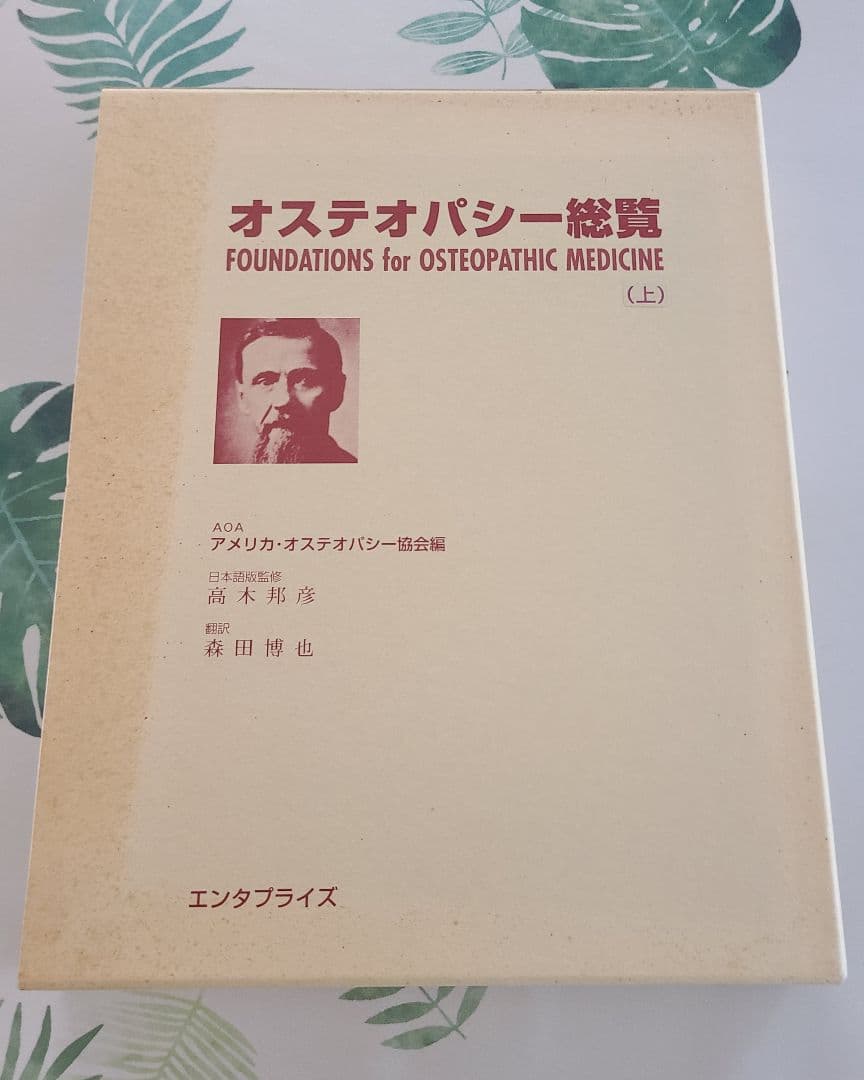 オステオパシー総覧
FOUNDATIONS for OSTEOPATHIC MEDICINE
(上)
AOA
アメリカ・オステオパシー協会編
日本語版監修
高木邦彦
翻訳
森田博也
エンタプライズ